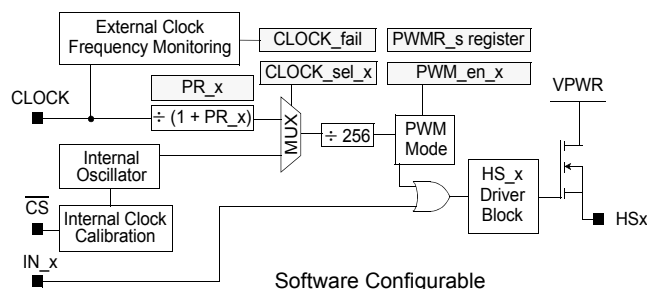 External Clock
Frequency Monitoring
CLOCK_fail
PWMR_s register
CLOCK_sel_x
PWM_en_x
PR_x
VPWR
CLOCK
÷ (1 + PR_x)
MUX
÷ 256
PWM
Mode
Internal
Oscillator
HS_x
Driver
Block
CS
Internal Clock
Calibration
HSx
IN_x
Software Configurable